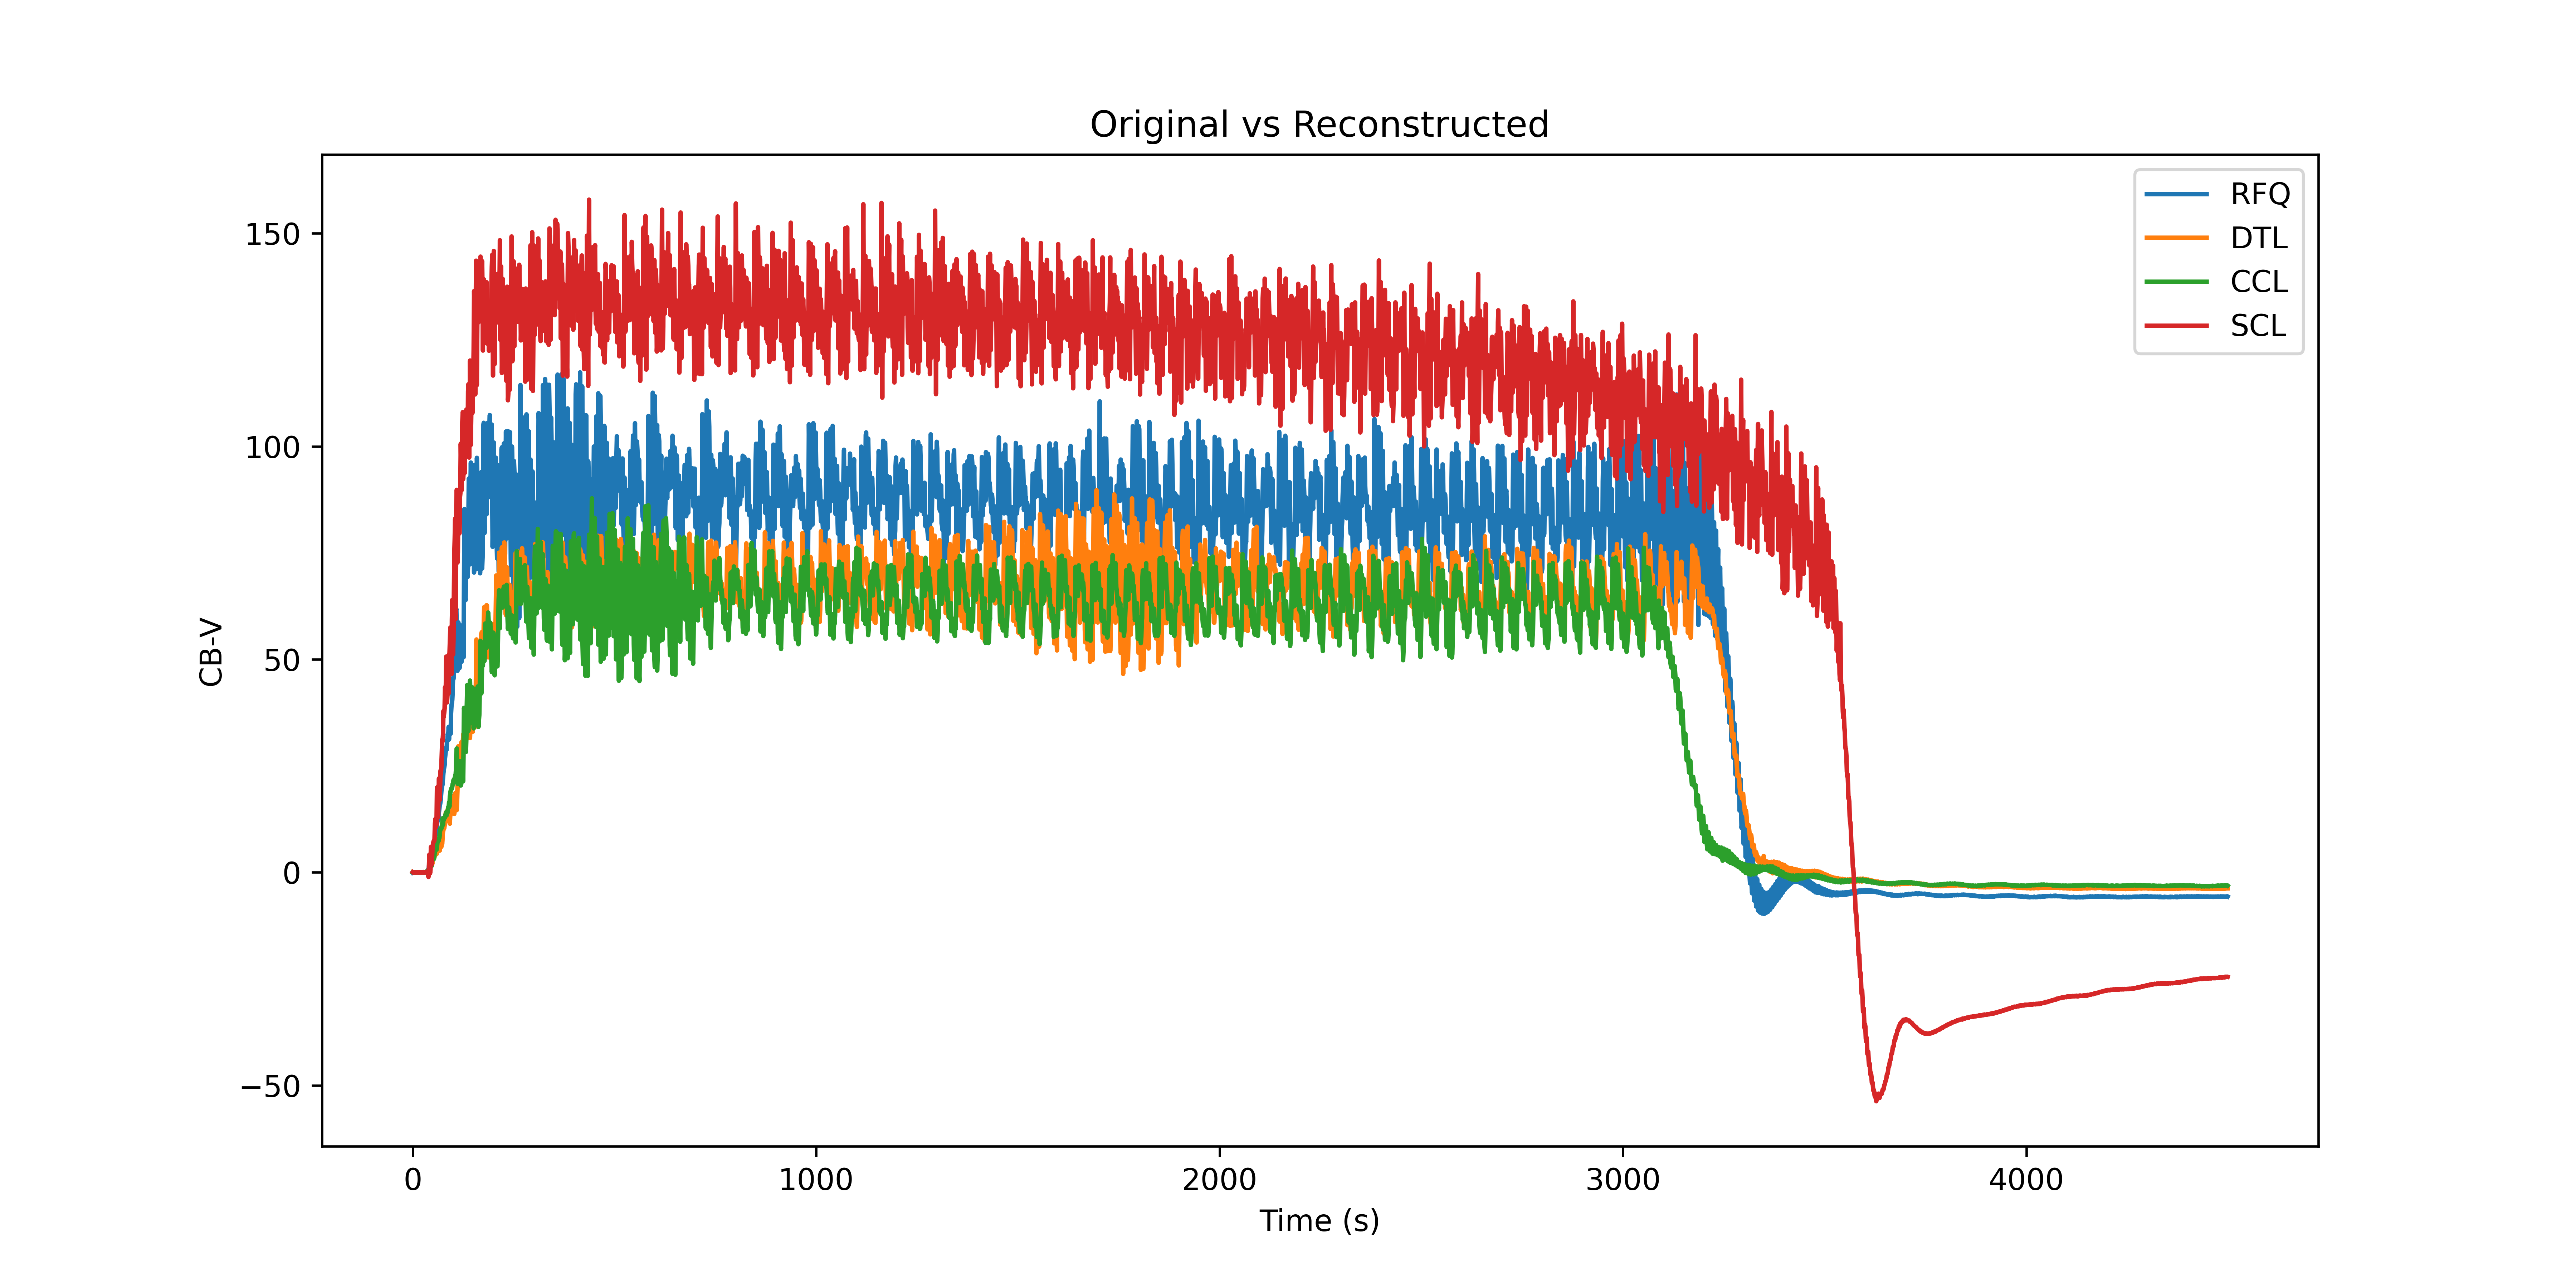 Original vs Reconstructed
RFQ
DTL
CCL
SCL
150
100
50
0
−50
CB-V
0 1000 2000 3000 4000
Time (s)